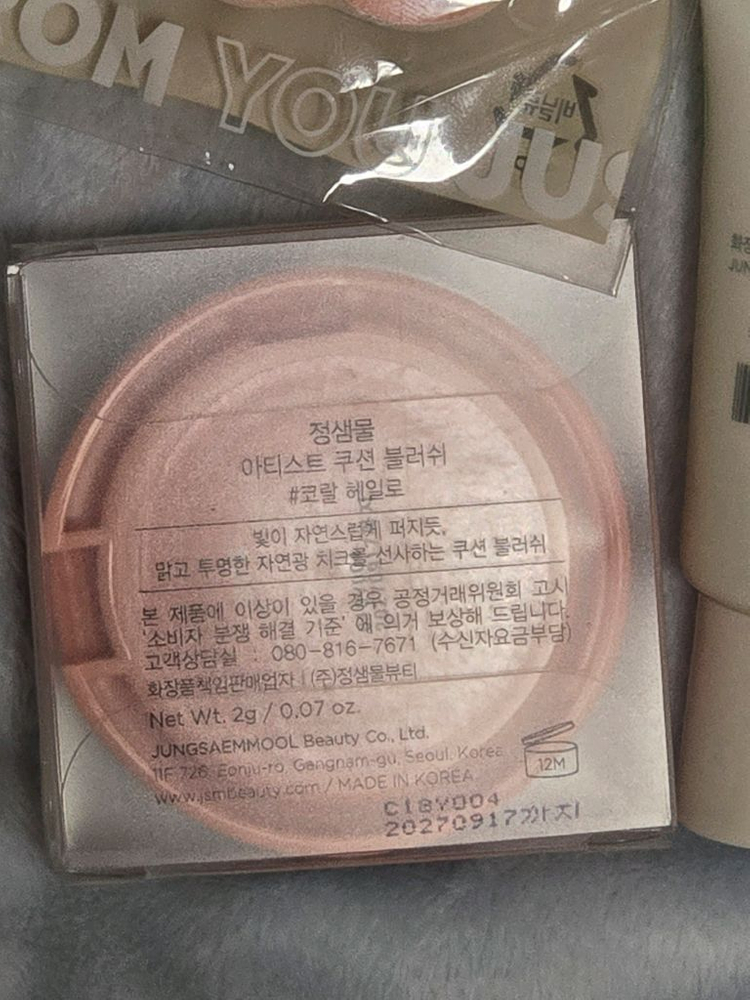 OM YOU JUS
비닐류
정샘물
아티스트 쿠션 블러쉬
#코랄 헤일로
빛이 자연스럽게 퍼지듯,
맑고 투명한 자연광 치크를 선사하는 쿠션 블러쉬
본 제품에 이상이 있을 경우 공정거래위원회 고시
'소비자 분쟁 해결 기준' 에 의거 보상해 드립니다.
고객상담실 : 080-816-7671 (수신자요금부담)
화장품책임판매업자 | (주)정샘물뷰티
Net Wt. 2g / 0.07 oz.
JUNGSAEMMOOL Beauty Co., Ltd.
11F 726, Eonju-ro, Gangnam-gu, Seoul, Korea
www.jsmbeauty.com / MADE IN KOREA
12M
C18V004
20270917까지
화장
JUN